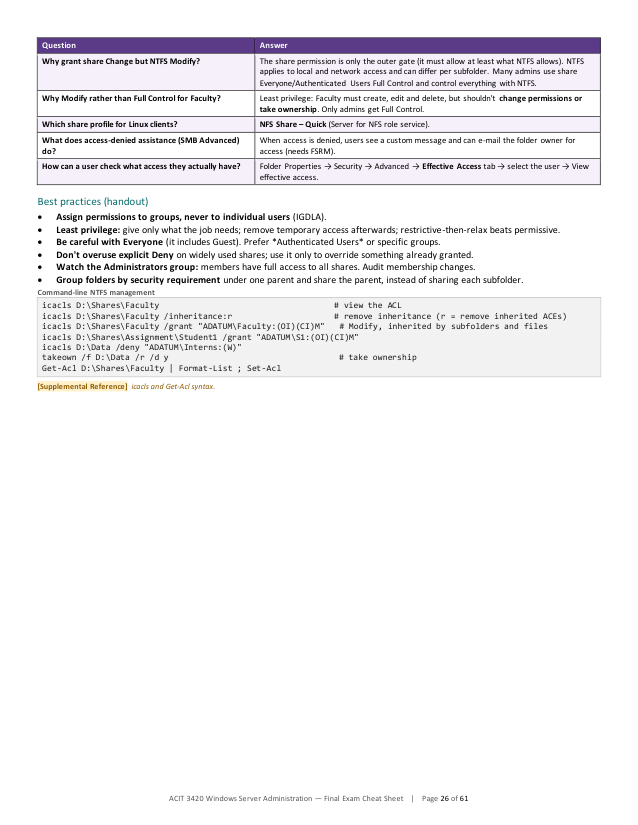 Question Answer
Why grant share Change but NTFS Modify? The share permission is only the outer gate (it must allow at least what NTFS allows). NTFS
applies to local and network access and can differ per subfolder. Many admins use share
Everyone/Authenticated Users Full Control and control everything with NTFS.
Why Modify rather than Full Control for Faculty? Least privilege: Faculty must create, edit and delete, but shouldn't change permissions or
take ownership. Only admins get Full Control.
Which share profile for Linux clients? NFS Share – Quick (Server for NFS role service).
What does access-denied assistance (SMB Advanced) When access is denied, users see a custom message and can e-mail the folder owner for
do? access (needs FSRM).
How can a user check what access they actually have? Folder Properties → Security → Advanced → Effective Access tab → select the user → View
effective access.
Best practices (handout)
• Assign permissions to groups, never to individual users (IGDLA).
• Least privilege: give only what the job needs; remove temporary access afterwards; restrictive-then-relax beats permissive.
• Be careful with Everyone (it includes Guest). Prefer *Authenticated Users* or specific groups.
• Don't overuse explicit Deny on widely used shares; use it only to override something already granted.
• Watch the Administrators group: members have full access to all shares. Audit membership changes.
• Group folders by security requirement under one parent and share the parent, instead of sharing each subfolder.
Command-line NTFS management
icacls D:\Shares\Faculty # view the ACL
icacls D:\Shares\Faculty /inheritance:r # remove inheritance (r = remove inherited ACEs)
icacls D:\Shares\Faculty /grant "ADATUM\Faculty:(OI)(CI)M" # Modify, inherited by subfolders and files
icacls D:\Shares\Assignment\Student1 /grant "ADATUM\S1:(OI)(CI)M"
icacls D:\Data /deny "ADATUM\Interns:(W)"
takeown /f D:\Data /r /d y # take ownership
Get-Acl D:\Shares\Faculty | Format-List ; Set-Acl
[Supplemental Reference] icacls and Get-Acl syntax.
ACIT 3420 Windows Server Administration — Final Exam Cheat Sheet | Page 26 of 61